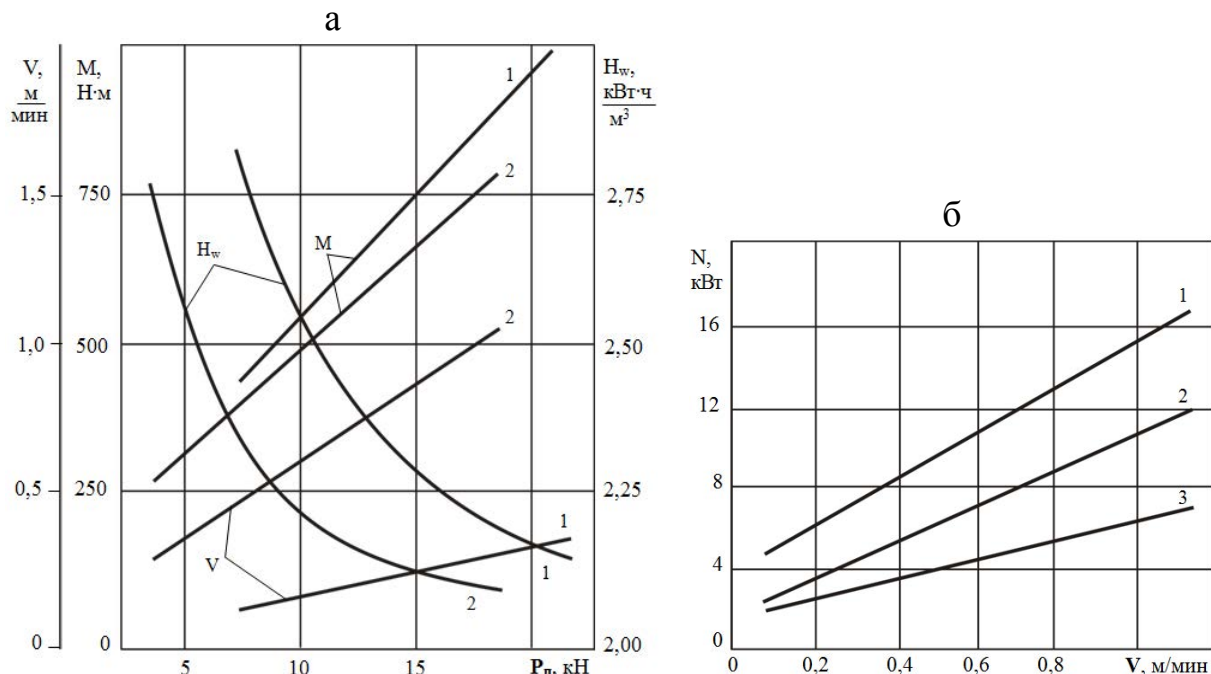 а
V,
м
мин
M,
Н·м
Hw,
кВт·ч
м³
1
2
1,5
750
2,75
Hw
M
2
1,0
500
2,50
0,5
250
2,25
V
1
1
2
0
0
2,00
5
10
15
Pп, кН
б
N,
кВт
1
16
2
12
8
3
4
0
0
0,2
0,4
0,6
0,8
V, м/мин